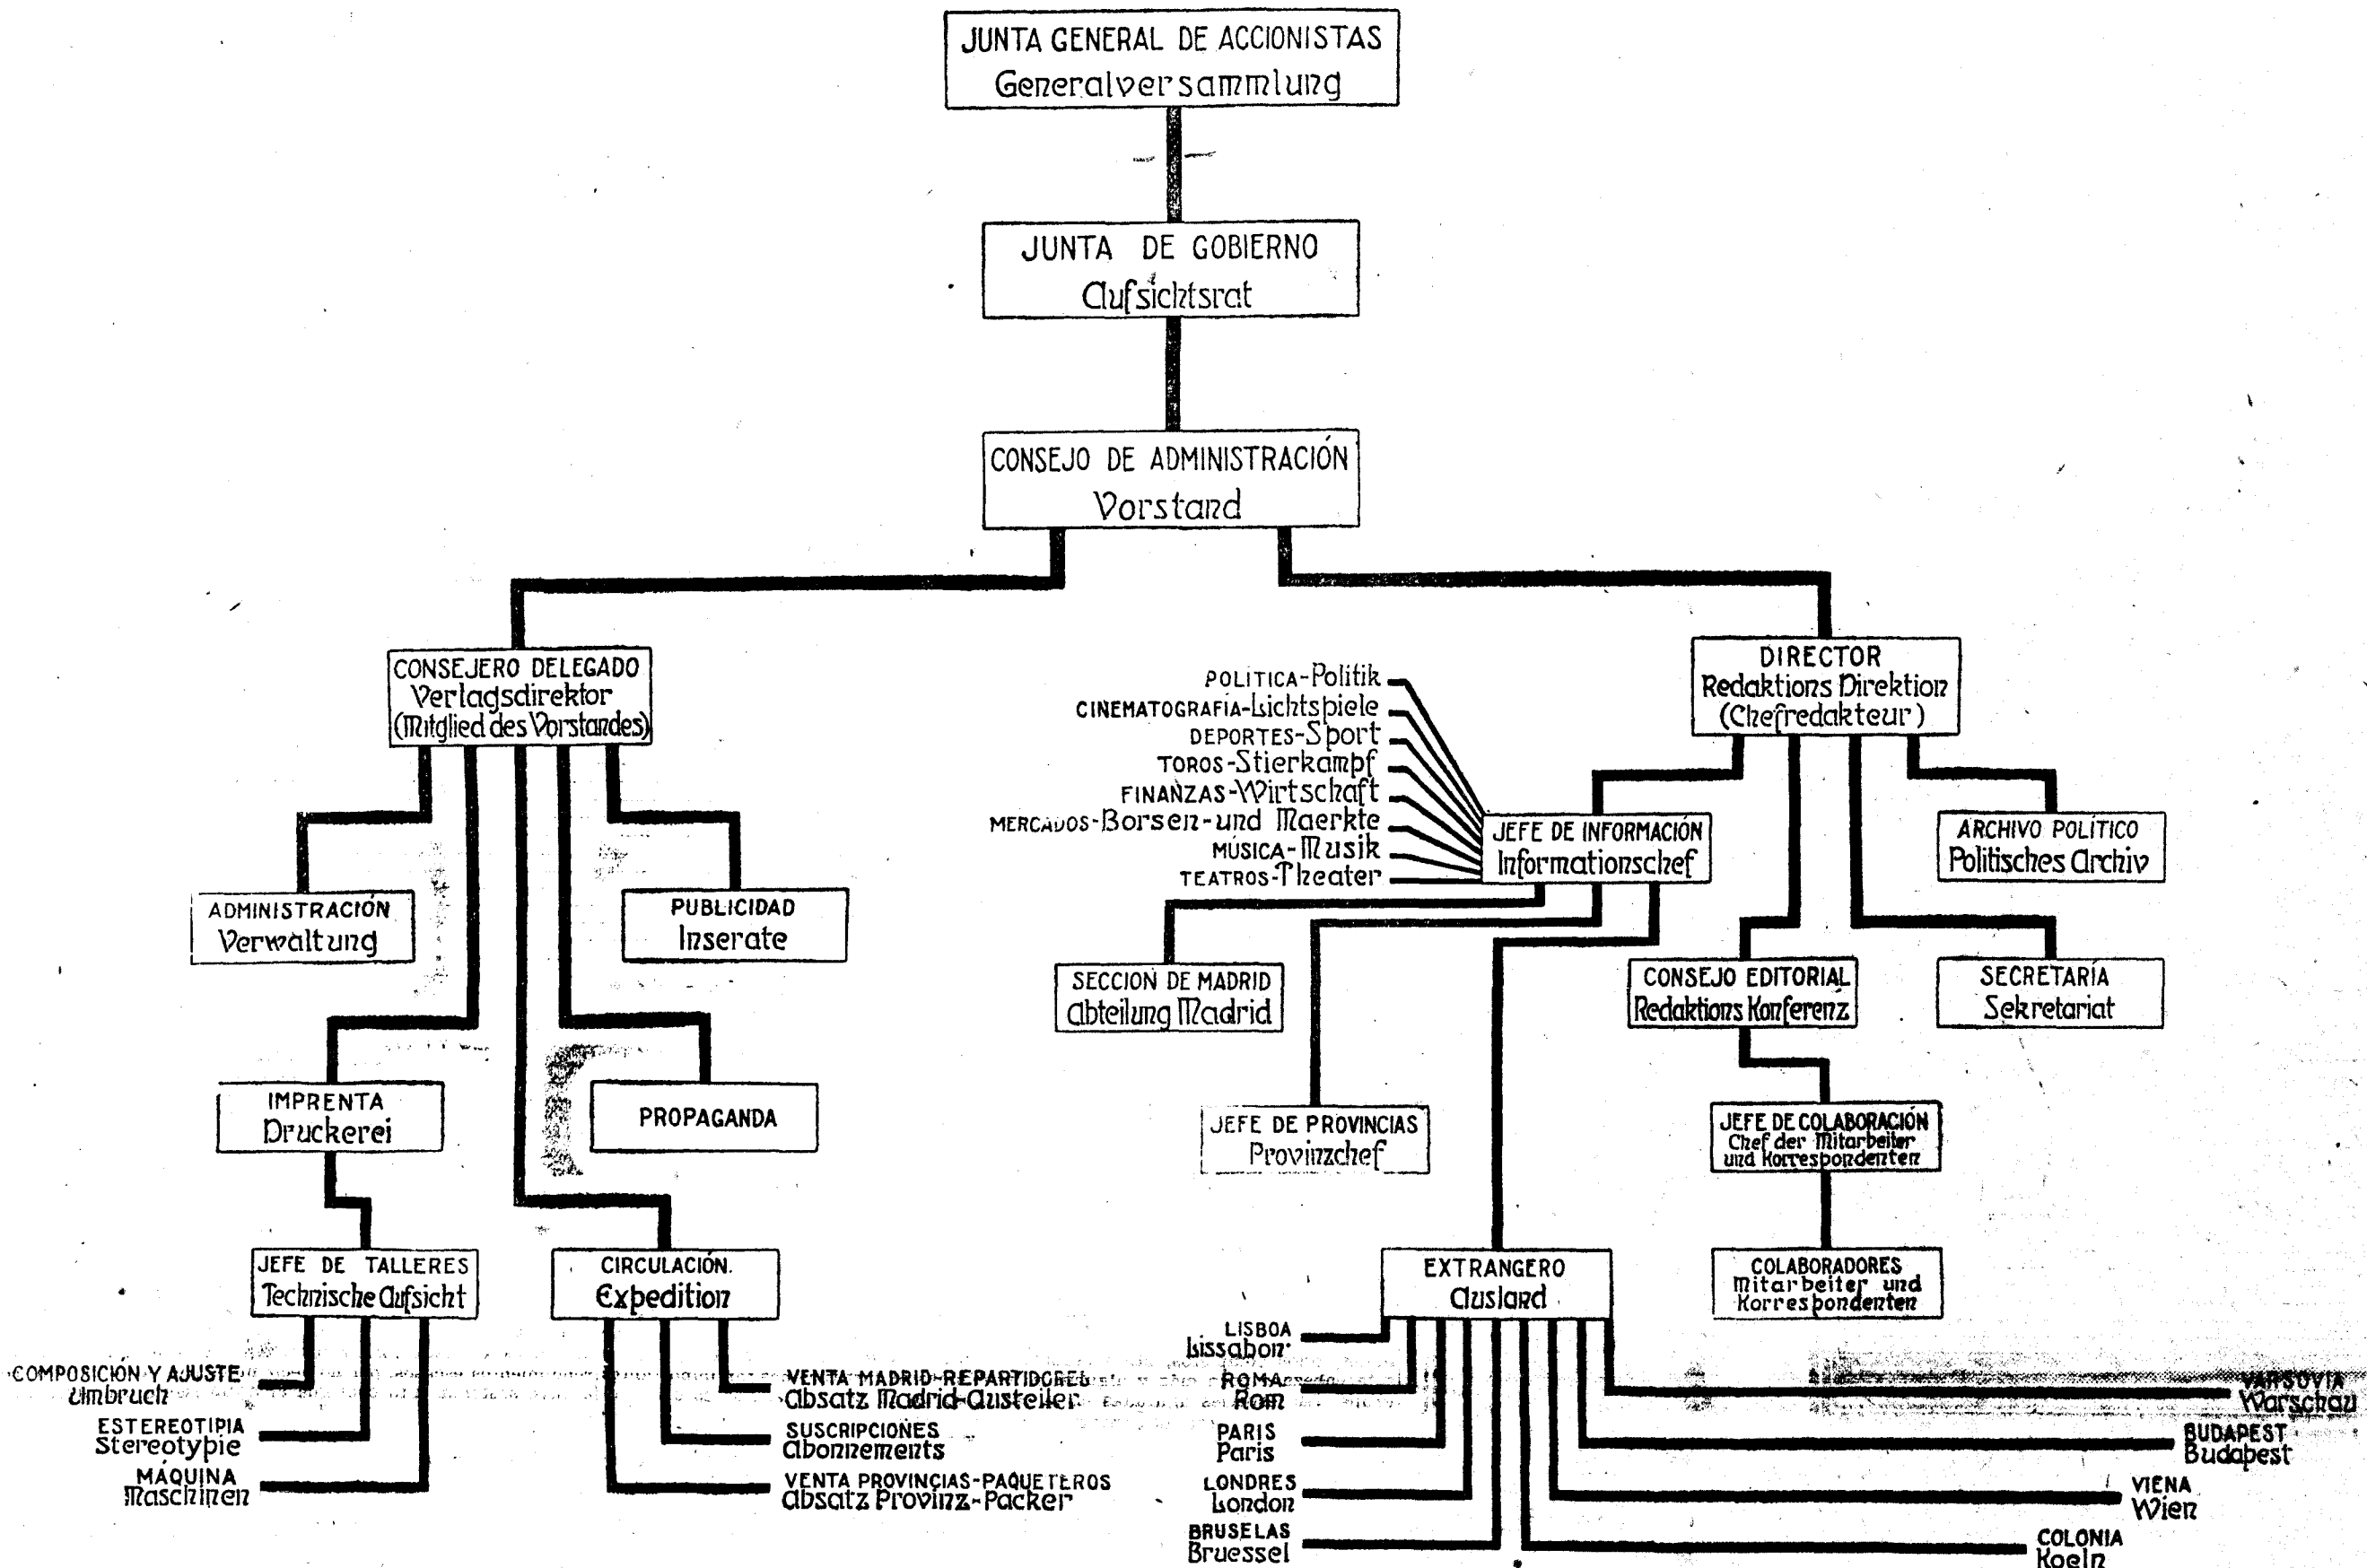 JUNTA GENERAL DE ACCIONISTAS
Generalversammlung
JUNTA DE GOBIERNO
Aufsichtsrat
CONSEJO DE ADMINISTRACIÓN
Vorstand
CONSEJERO DELEGADO
Verlagsdirektor
(Mitglied des Vorstandes)
DIRECTOR
Redaktions Direktion
(Chefredakteur)
POLÍTICA-Politik
CINEMATOGRAFÍA-Lichtspiele
DEPORTES-Sport
TOROS-Stierkampf
FINANZAS-Wirtschaft
MERCADOS-Borsen-und Maerkte
MÚSICA-Musik
TEATROS-Theater
JEFE DE INFORMACIÓN
Informationschef
ARCHIVO POLÍTICO
Politisches Archiv
ADMINISTRACIÓN
Verwaltung
PUBLICIDAD
Inserate
SECCION DE MADRID
Abteilung Madrid
CONSEJO EDITORIAL
Redaktions Konferenz
SECRETARÍA
Sekretariat
IMPRENTA
Druckerei
PROPAGANDA
JEFE DE PROVINCIAS
Provinzchef
JEFE DE COLABORACIÓN
Chef der Mitarbeiter
und Korrespondenten
JEFE DE TALLERES
Technische Aufsicht
CIRCULACIÓN.
Expedition
EXTRANGERO
Ausland
COLABORADORES
Mitarbeiter und
Korrespondenten
COMPOSICIÓN Y AJUSTE
Umbruch
ESTEREOTIPIA
Stereotypie
MÁQUINA
Maschinen
VENTA MADRID-REPARTIDORES
Absatz Madrid-Austeiler
SUSCRIPCIONES
Abonnements
VENTA PROVINCIAS-PAQUETEROS
Absatz Provinz-Packer
LISBOA
Lissabon
ROMA
Rom
PARIS
Paris
LONDRES
London
BRUSELAS
Bruessel
VARSOVIA
Warschau
BUDAPEST
Budapest
VIENA
Wien
COLONIA
Koeln